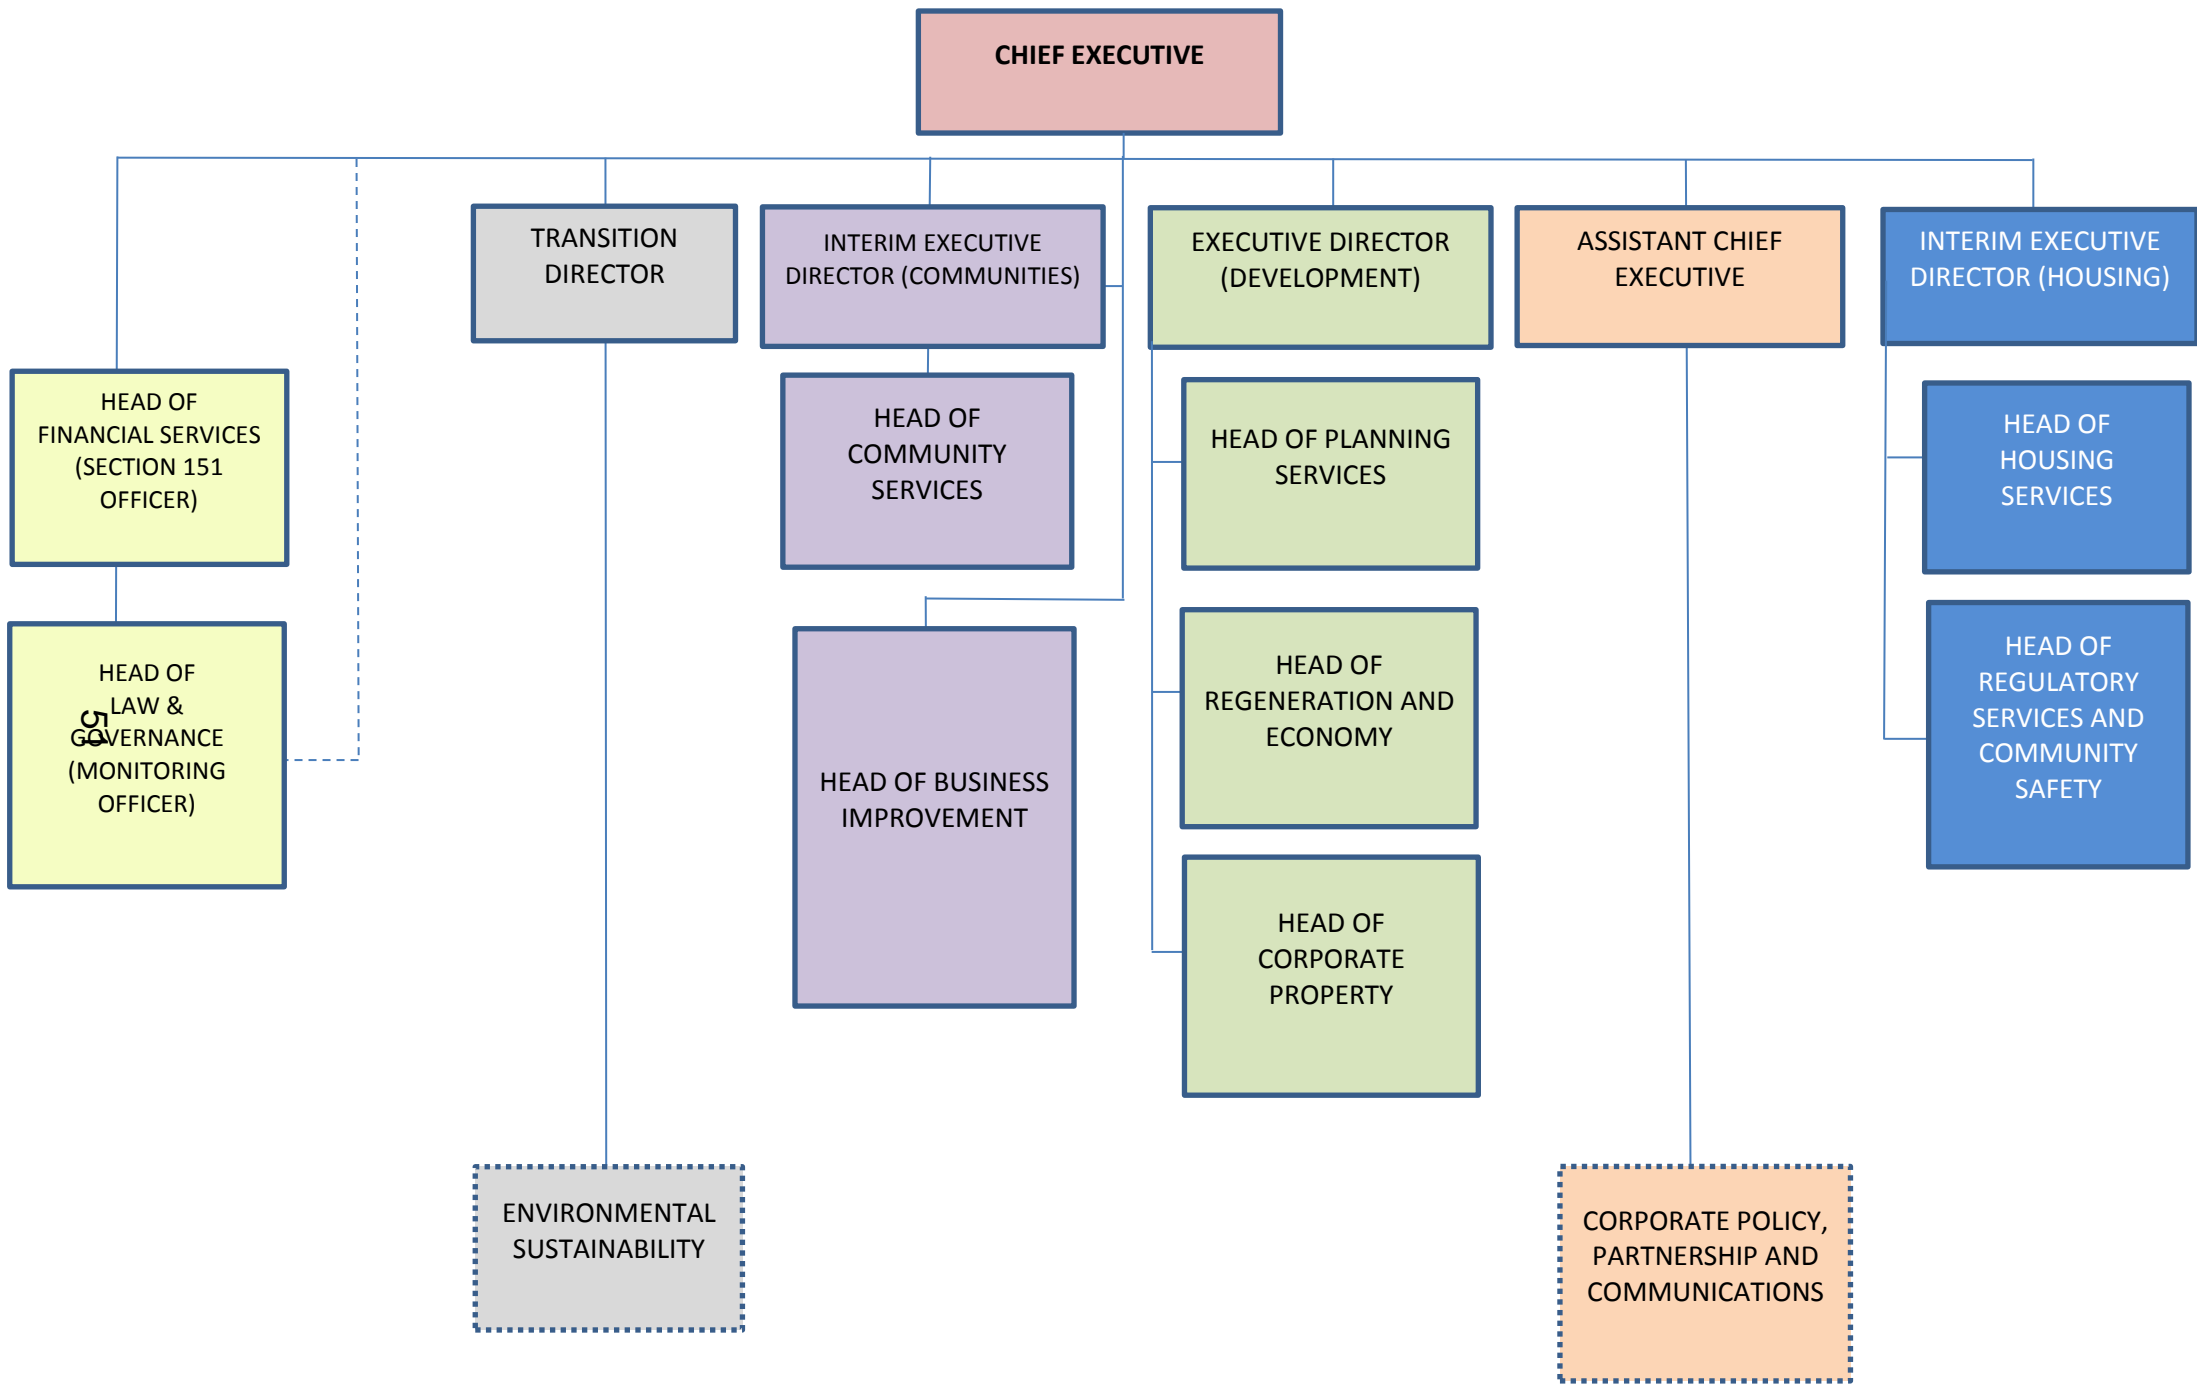 CHIEF EXECUTIVE
TRANSITION
DIRECTOR
INTERIM EXECUTIVE
DIRECTOR (COMMUNITIES)
EXECUTIVE DIRECTOR
(DEVELOPMENT)
ASSISTANT CHIEF
EXECUTIVE
INTERIM EXECUTIVE
DIRECTOR (HOUSING)
HEAD OF
FINANCIAL SERVICES
(SECTION 151
OFFICER)
HEAD OF
COMMUNITY
SERVICES
HEAD OF PLANNING
SERVICES
HEAD OF
HOUSING
SERVICES
HEAD OF
LAW &
GOVERNANCE
(MONITORING
OFFICER)
51
HEAD OF BUSINESS
IMPROVEMENT
HEAD OF
REGENERATION AND
ECONOMY
HEAD OF
REGULATORY
SERVICES AND
COMMUNITY
SAFETY
HEAD OF
CORPORATE
PROPERTY
ENVIRONMENTAL
SUSTAINABILITY
CORPORATE POLICY,
PARTNERSHIP AND
COMMUNICATIONS